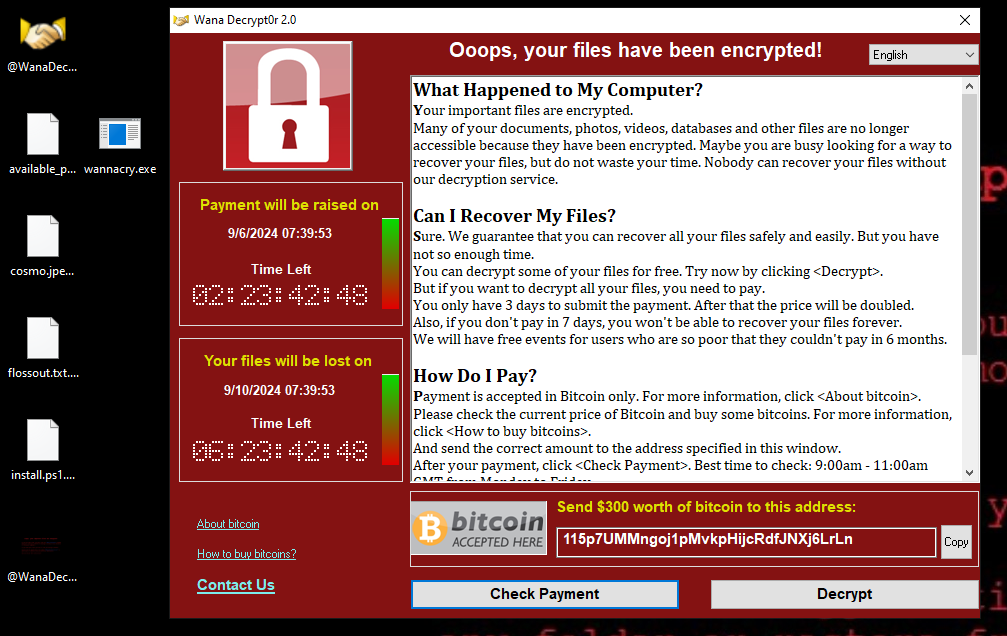 Wana Decrypt0r 2.0
Ooops, your files have been encrypted!
English
@WanaDec...
available_p...
wannacry.exe
cosmo.jpe...
flossout.txt....
install.ps1....
@WanaDec...
Payment will be raised on
9/6/2024 07:39:53
Time Left
02:23:42:48
Your files will be lost on
9/10/2024 07:39:53
Time Left
06:23:42:48
About bitcoin
How to buy bitcoins?
Contact Us
What Happened to My Computer?
Your important files are encrypted.
Many of your documents, photos, videos, databases and other files are no longer
accessible because they have been encrypted. Maybe you are busy looking for a way to
recover your files, but do not waste your time. Nobody can recover your files without
our decryption service.
Can I Recover My Files?
Sure. We guarantee that you can recover all your files safely and easily. But you have
not so enough time.
You can decrypt some of your files for free. Try now by clicking <Decrypt>.
But if you want to decrypt all your files, you need to pay.
You only have 3 days to submit the payment. After that the price will be doubled.
Also, if you don't pay in 7 days, you won't be able to recover your files forever.
We will have free events for users who are so poor that they couldn't pay in 6 months.
How Do I Pay?
Payment is accepted in Bitcoin only. For more information, click <About bitcoin>.
Please check the current price of Bitcoin and buy some bitcoins. For more information,
click <How to buy bitcoins>.
And send the correct amount to the address specified in this window.
After your payment, click <Check Payment>. Best time to check: 9:00am - 11:00am
GMT from Monday to Friday
bitcoin
ACCEPTED HERE
Send $300 worth of bitcoin to this address:
115p7UMMngoj1pMvkpHijcRdfJNXj6LrLn
Copy
Check Payment
Decrypt